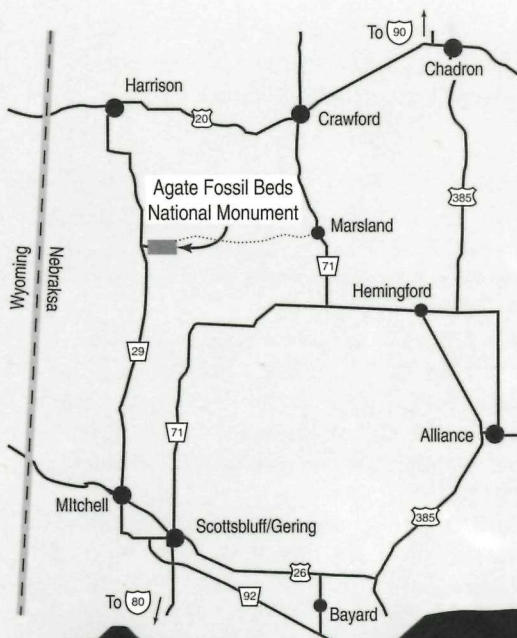 To 90
Chadron
Harrison
20
Crawford
385
Agate Fossil Beds
National Monument
Marsland
Wyoming
Nebraksa
71
Hemingford
29
71
Alliance
MItchell
385
Scottsbluff/Gering
26
To 80
92
Bayard